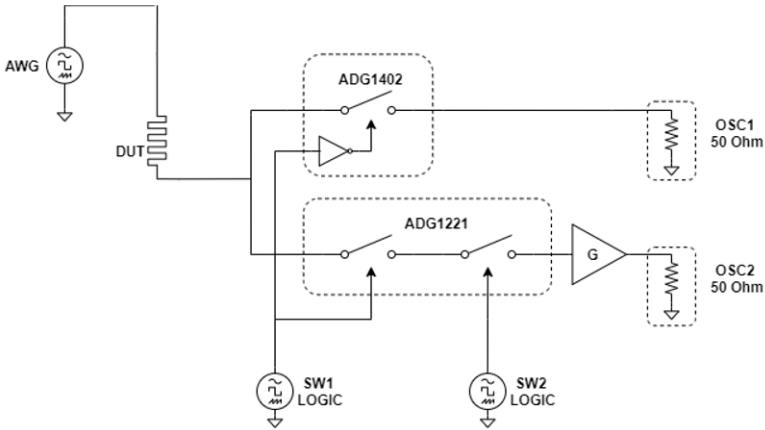 AWG
DUT
ADG1402
OSC1
50 Ohm
ADG1221
G
OSC2
50 Ohm
SW1
LOGIC
SW2
LOGIC